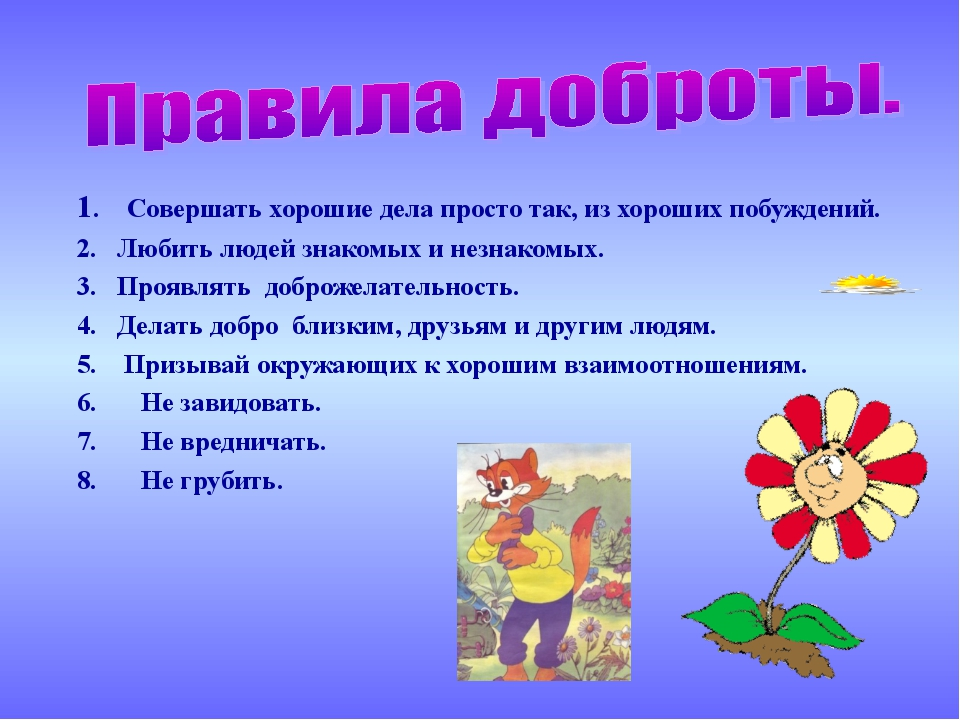 Правила доброты.
1. Совершать хорошие дела просто так, из хороших побуждений.
2. Любить людей знакомых и незнакомых.
3. Проявлять доброжелательность.
4. Делать добро близким, друзьям и другим людям.
5. Призывай окружающих к хорошим взаимоотношениям.
6. Не завидовать.
7. Не вредничать.
8. Не грубить.